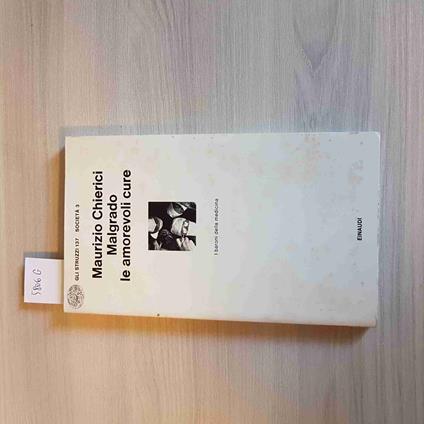 GLI STRUZZI 137 SOCIETÀ 3
Maurizio Chierici
Malgrado
le amorevoli cure
I baroni della medicina
EINAUDI
5806 G